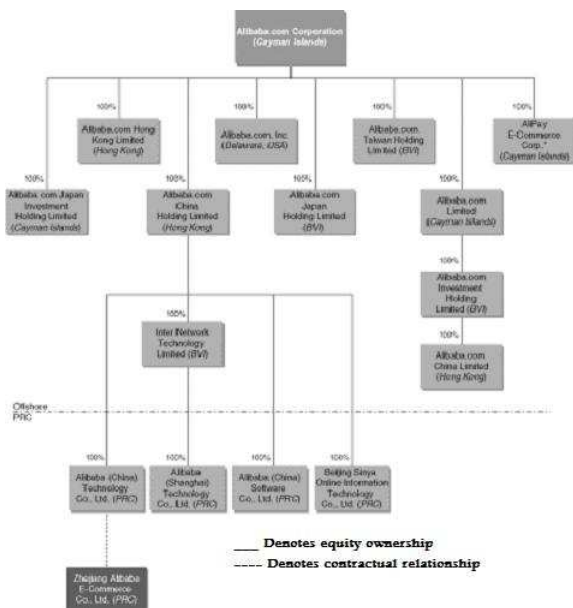 Alibaba.com Corporation
(Cayman Islands)
100%
100%
100%
100%
Alibaba.com Hong
Kong Limited
(Hong Kong)
Alibaba.com, Inc.
(Delaware, USA)
Alibaba.com
Taiwan Holding
Limited (BVI)
AliPay
E-Commerce
Corp.*
(Cayman Islands)
100%
100%
100%
100%
Alibaba.com Japan
Investment
Holding Limited
(Cayman Islands)
Alibaba.com
China
Holding Limited
(Hong Kong)
Alibaba.com
Japan
Holding Limited
(BVI)
Alibaba.com
Limited
(Cayman Islands)
100%
Alibaba.com
Investment
Holding
Limited (BVI)
100%
Inter Network
Technology
Limited (BVI)
100%
Alibaba.com
China Limited
(Hong Kong)
Offshore
PRC
100%
100%
100%
100%
Alibaba (China)
Technology
Co., Ltd. (PRC)
Alibaba
(Shanghai)
Technology
Co., Ltd. (PRC)
Alibaba (China)
Software
Co., Ltd. (PRC)
Beijing Sinya
Online Information
Technology
Co., Ltd. (PRC)
___ Denotes equity ownership
---- Denotes contractual relationship
Zhejiang Alibaba
E-Commerce
Co., Ltd. (PRC)